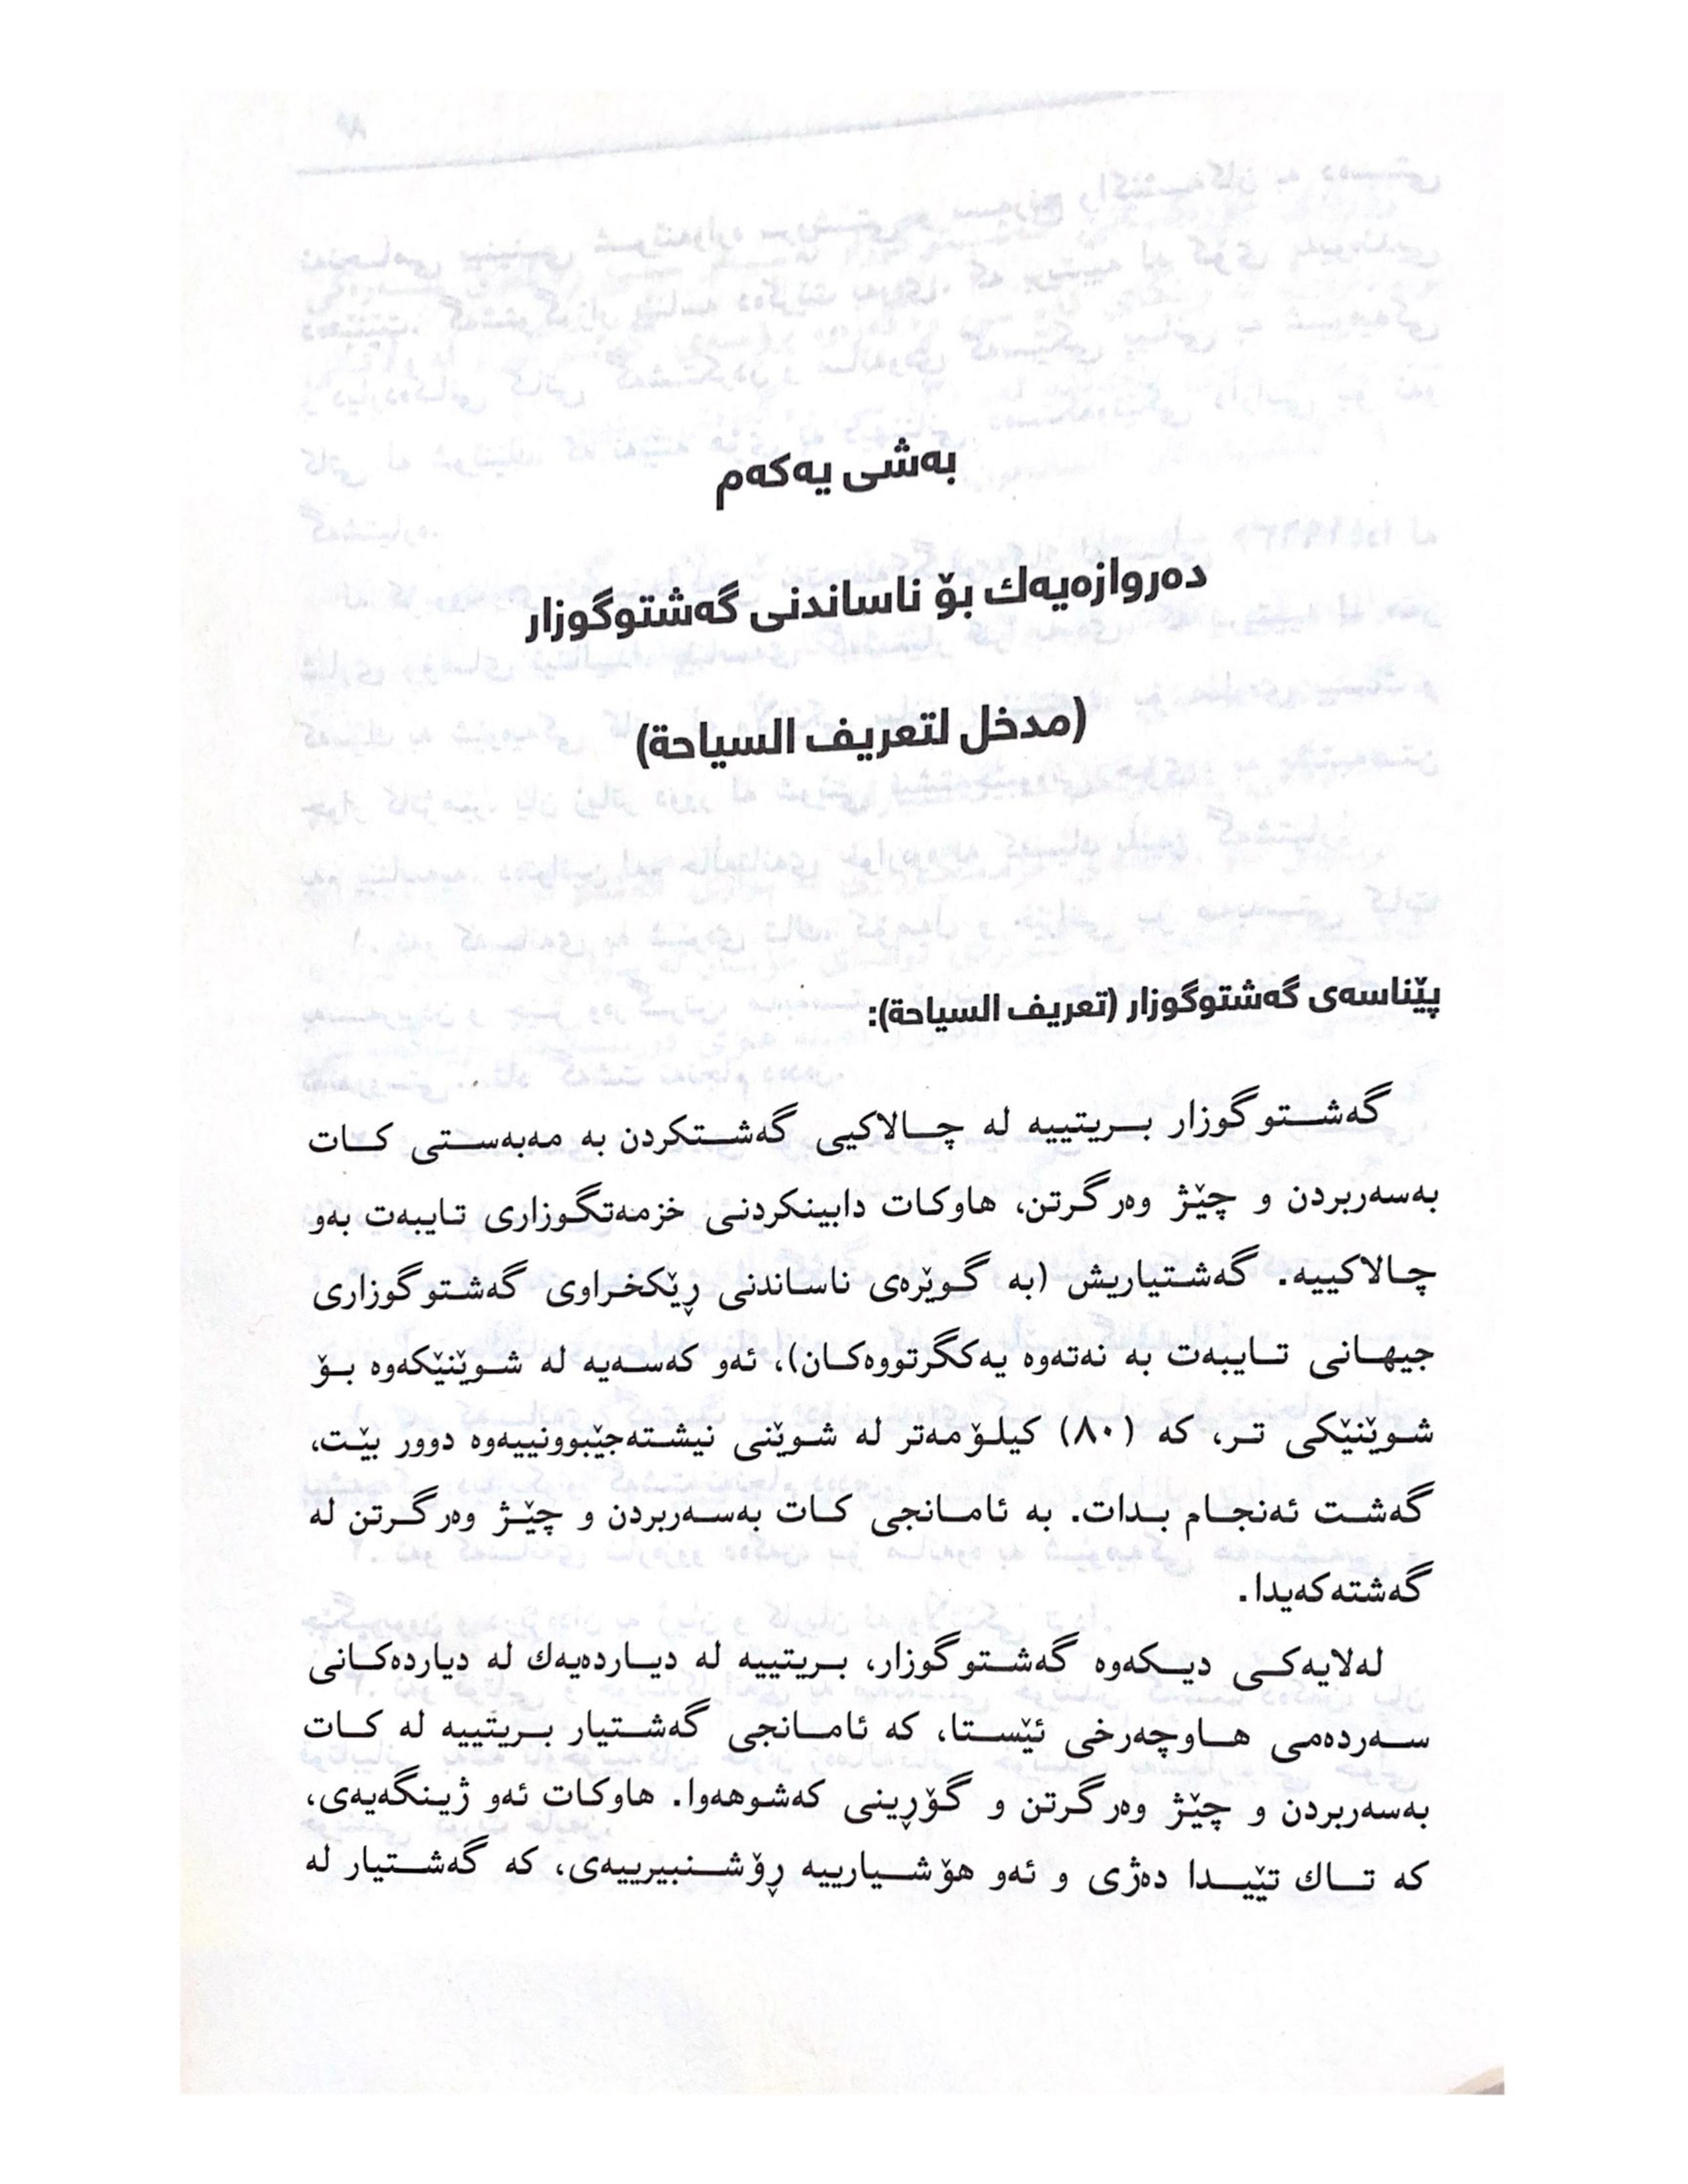 بەشی یەکەم
دەروازەیەك بۆ ناساندنی گەشتوگوزار
(مدخل لتعريف السياحة)
پێناسەی گەشتوگوزار (تعريف السياحة):
گەشتوگوزار بریتییە لە چالاکیی گەشتکردن بە مەبەستی کات
بەسەربردن و چێژ وەرگرتن، هاوکات دابینکردنی خزمەتگوزاری تایبەت بەو
چالاکییە. گەشتیاریش (بە گوێرەی ناساندنی ڕێکخراوی گەشتوگوزاری
جیهانی تایبەت بە نەتەوە یەکگرتووەکان)، ئەو کەسەیە لە شوێنێکەوە بۆ
شوێنێکی تر، کە (٨٠) کیلۆمەتر لە شوێنی نیشتەجێبوونییەوە دوور بێت،
گەشت ئەنجام بدات. بە ئامانجی کات بەسەربردن و چێژ وەرگرتن لە
گەشتەکەیدا.
لەلایەکی دیکەوە گەشتوگوزار، بریتییە لە دیاردەیەك لە دیاردەکانی
سەردەمی هاوچەرخی ئێستا، کە ئامانجی گەشتیار بریتییە لە کات
بەسەربردن و چێژ وەرگرتن و گۆڕینی کەشوهەوا. هاوکات ئەو ژینگەیەی،
کە تاك تێیدا دەژی و ئەو هۆشیارییە ڕۆشنبیرییەی، کە گەشتیار لە